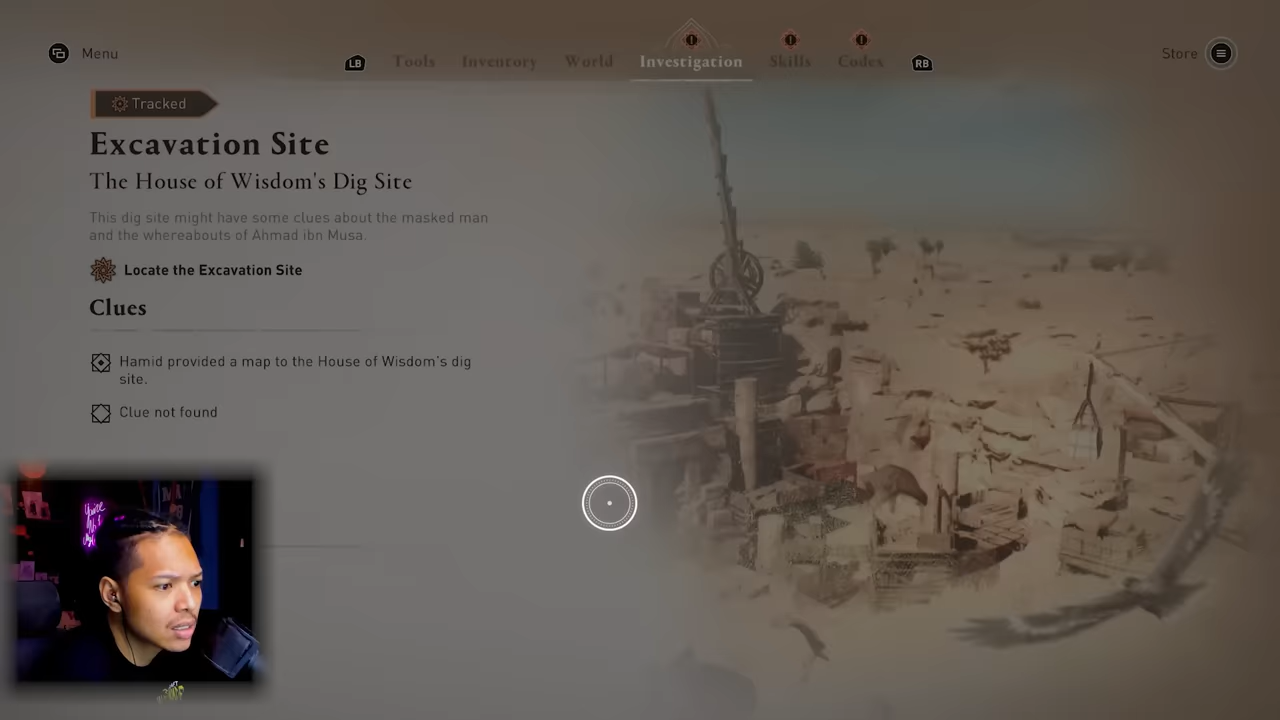 Menu
LB
Tools
Inventory
World
Investigation
Skills
Codex
RB
Store
Tracked
Excavation Site
The House of Wisdom's Dig Site
This dig site might have some clues about the masked man
and the whereabouts of Ahmad ibn Musa.
Locate the Excavation Site
Clues
Hamid provided a map to the House of Wisdom's dig
site.
Clue not found